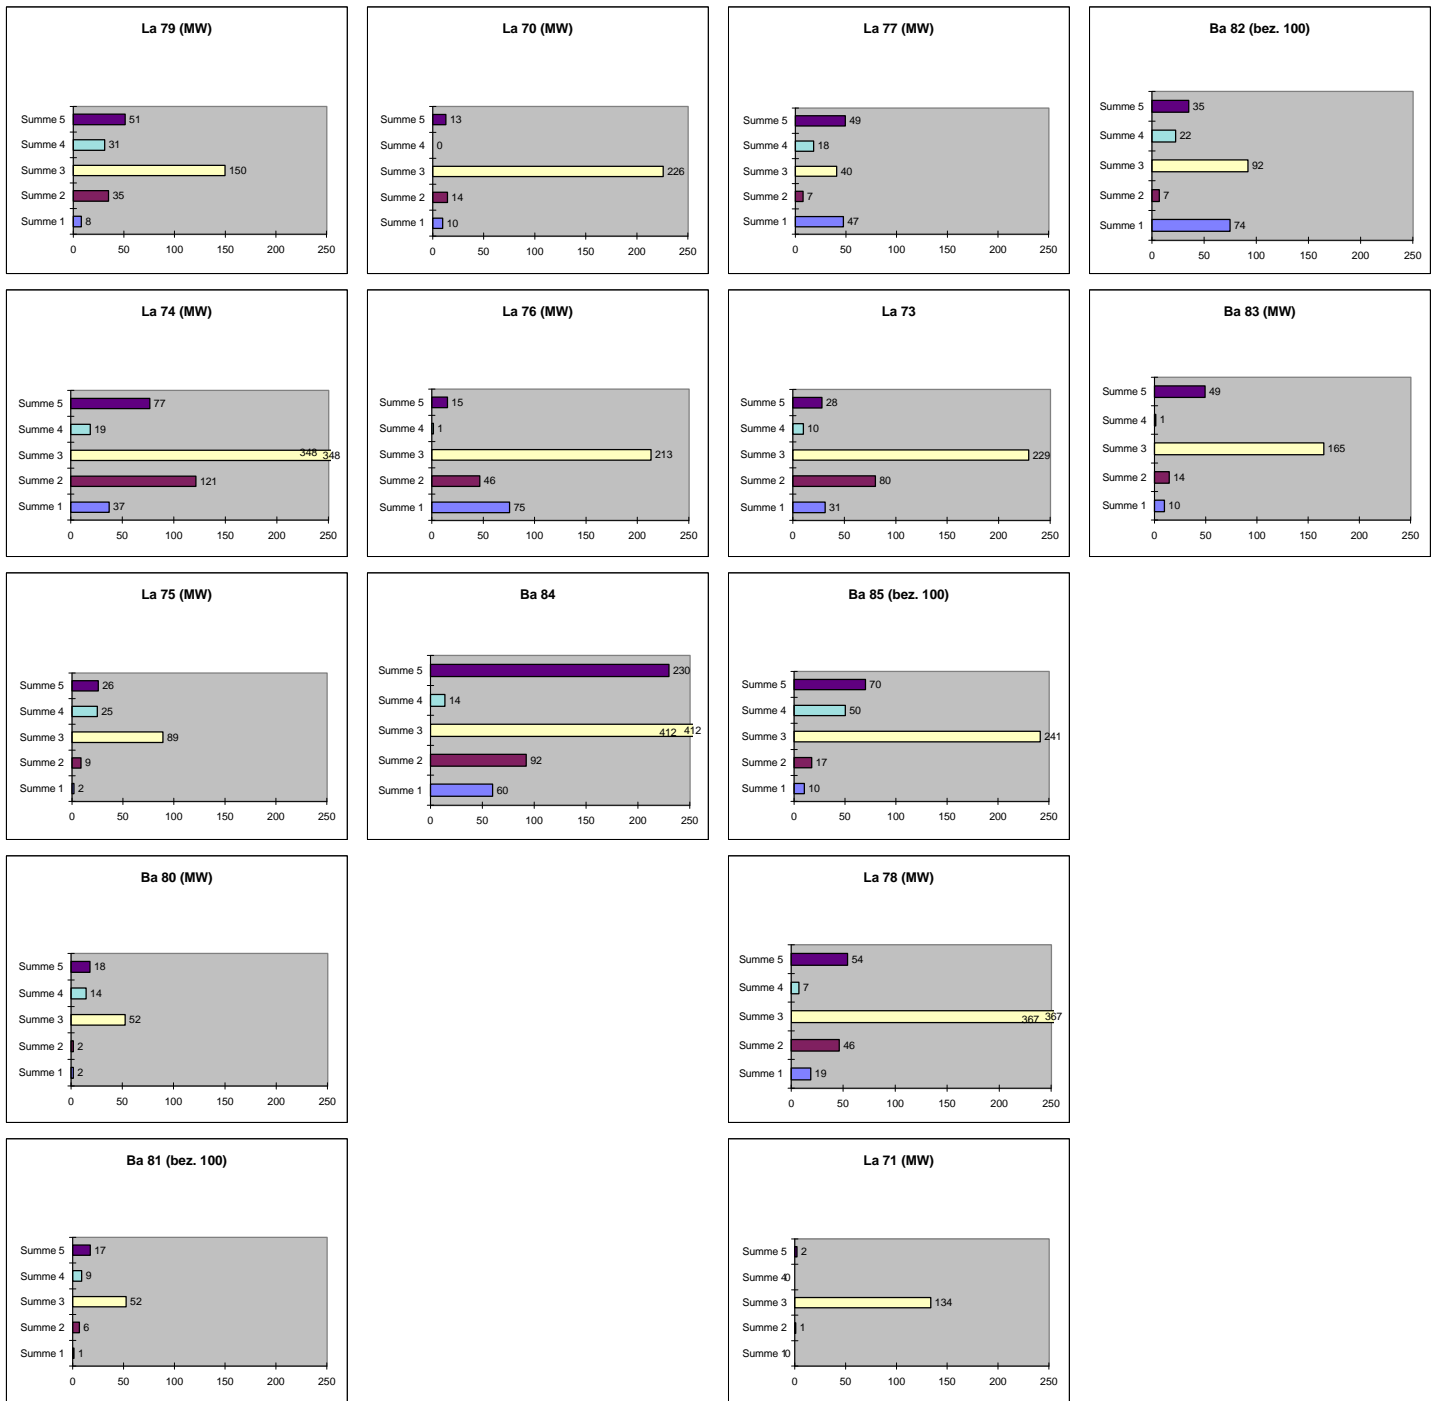 La 79 (MW)
Summe 5 51
Summe 4 31
Summe 3 150
Summe 2 35
Summe 1 8
0 50 100 150 200 250
La 70 (MW)
Summe 5 13
Summe 4 0
Summe 3 226
Summe 2 14
Summe 1 10
0 50 100 150 200 250
La 77 (MW)
Summe 5 49
Summe 4 18
Summe 3 40
Summe 2 7
Summe 1 47
0 50 100 150 200 250
Ba 82 (bez. 100)
Summe 5 35
Summe 4 22
Summe 3 92
Summe 2 7
Summe 1 74
0 50 100 150 200 250
La 74 (MW)
Summe 5 77
Summe 4 19
Summe 3 348 348
Summe 2 121
Summe 1 37
0 50 100 150 200 250
La 76 (MW)
Summe 5 15
Summe 4 1
Summe 3 213
Summe 2 46
Summe 1 75
0 50 100 150 200 250
La 73
Summe 5 28
Summe 4 10
Summe 3 229
Summe 2 80
Summe 1 31
0 50 100 150 200 250
Ba 83 (MW)
Summe 5 49
Summe 4 1
Summe 3 165
Summe 2 14
Summe 1 10
0 50 100 150 200 250
La 75 (MW)
Summe 5 26
Summe 4 25
Summe 3 89
Summe 2 9
Summe 1 2
0 50 100 150 200 250
Ba 84
Summe 5 230
Summe 4 14
Summe 3 412 412
Summe 2 92
Summe 1 60
0 50 100 150 200 250
Ba 85 (bez. 100)
Summe 5 70
Summe 4 50
Summe 3 241
Summe 2 17
Summe 1 10
0 50 100 150 200 250
Ba 80 (MW)
Summe 5 18
Summe 4 14
Summe 3 52
Summe 2 2
Summe 1 2
0 50 100 150 200 250
La 78 (MW)
Summe 5 54
Summe 4 7
Summe 3 367 367
Summe 2 46
Summe 1 19
0 50 100 150 200 250
Ba 81 (bez. 100)
Summe 5 17
Summe 4 9
Summe 3 52
Summe 2 6
Summe 1 1
0 50 100 150 200 250
La 71 (MW)
Summe 5 2
Summe 4 0
Summe 3 134
Summe 2 1
Summe 1 0
0 50 100 150 200 250